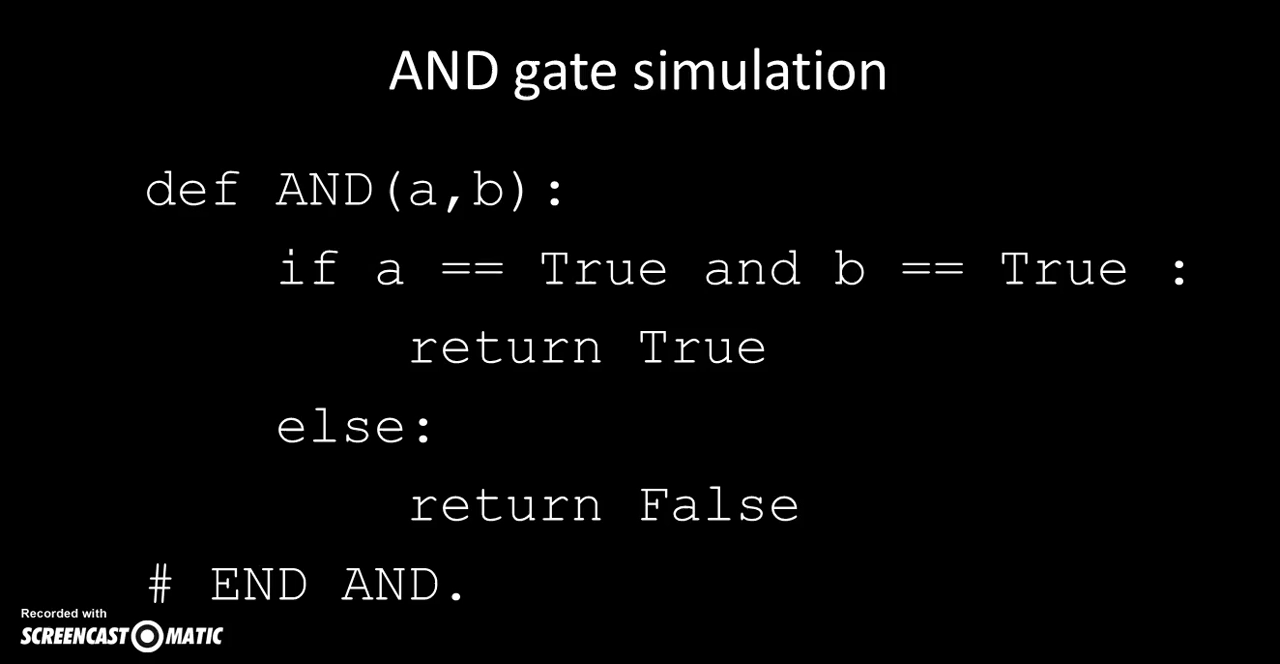 AND gate simulation
def AND(a,b):
    if a == True and b == True :
        return True
    else:
        return False
# END AND.
Recorded with
SCREENCAST MATIC